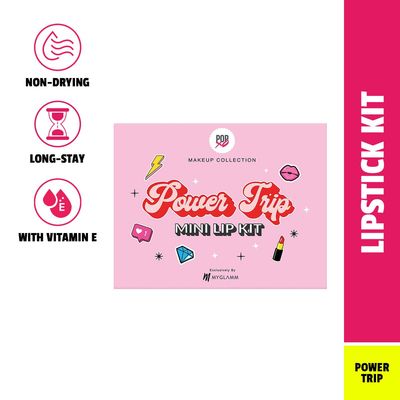 NON-DRYING
LONG-STAY
E
WITH VITAMIN E
POP
MAKEUP COLLECTION
Power Trip
MINI LIP KIT
1
Exclusively By
MYGLAMM
LIPSTICK KIT
POWER
TRIP